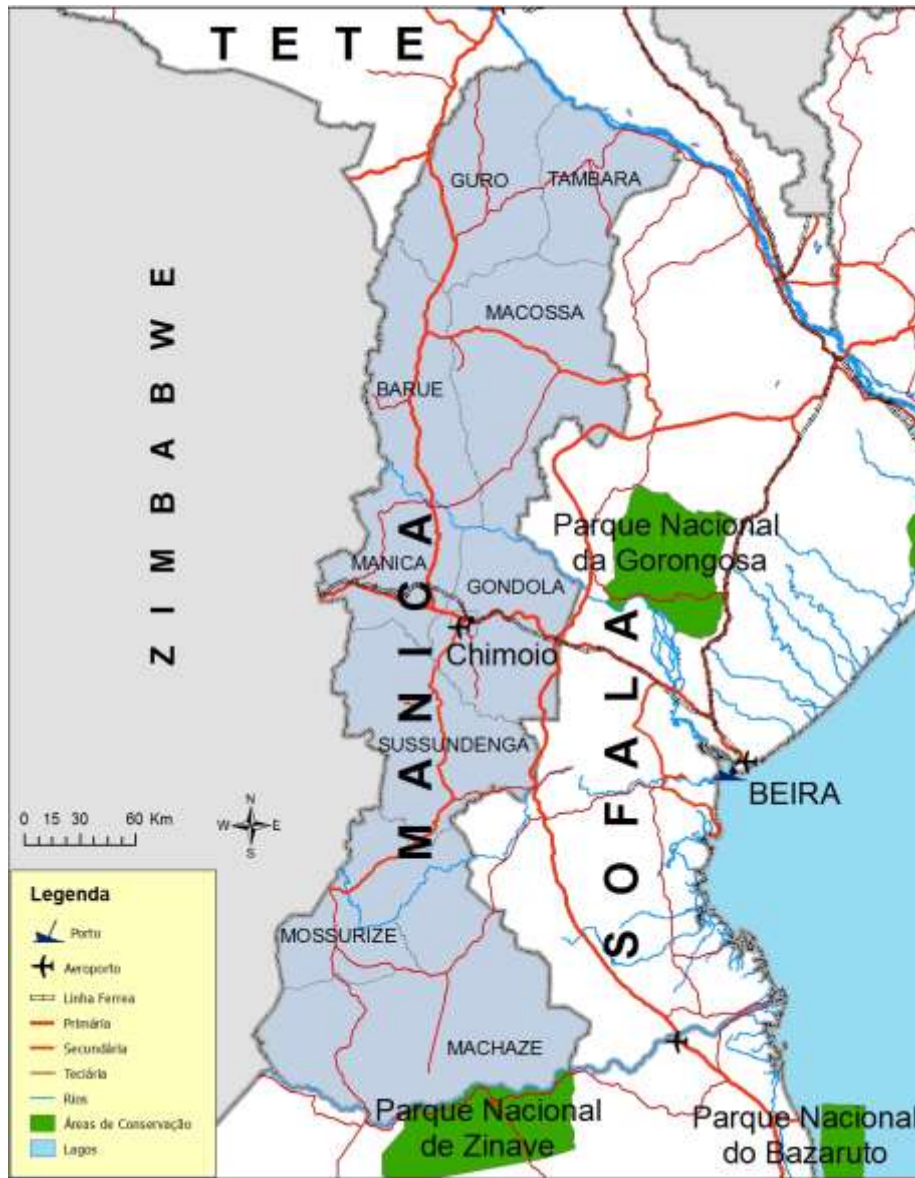 TETE
GURO
TAMBARA
ZIMBABWE
MACOSSA
BARUE
MANICA
Parque Nacional
da Gorongosa
MANICA
GONDOLA
Chimoio
SOFALA
SUSSUNDENGA
BEIRA
0 15 30 60 Km
N
W E
S
MOSSURIZE
MACHAZE
Parque Nacional
de Zinave
Parque Nacional
do Bazaruto
Legenda
Porto
Aeroporto
Linha Ferrea
Primária
Secundária
Teciária
Rios
Áreas de Conservação
Lagos